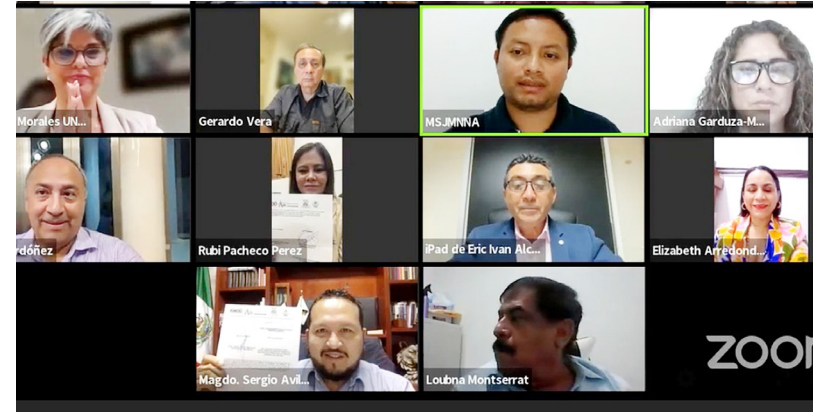 Morales UN...
Gerardo Vera
MSJMNNA
Adriana Garduza-M...
rdóñez
Rubi Pacheco Perez
iPad de Eric Ivan Alc...
Elizabeth Arredond...
Magdo. Sergio Avil...
Loubna Montserrat
zoom